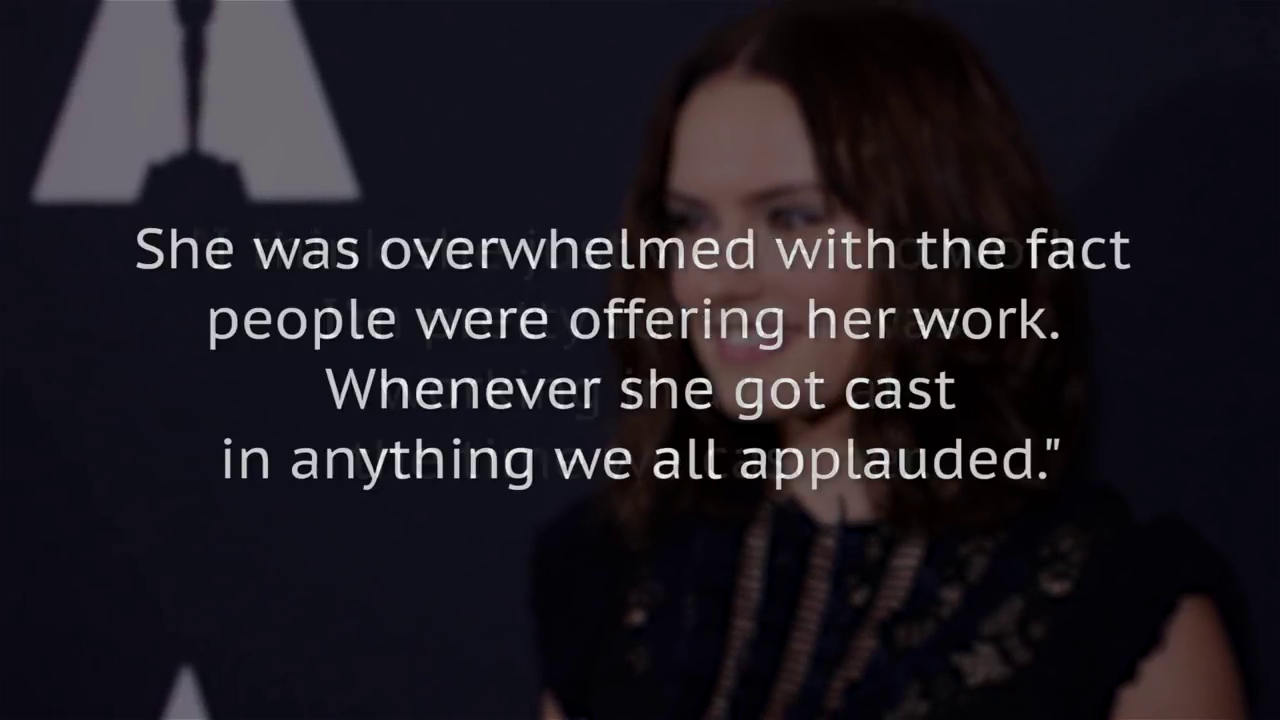 She was overwhelmed with the fact
people were offering her work.
Whenever she got cast
in anything we all applauded."